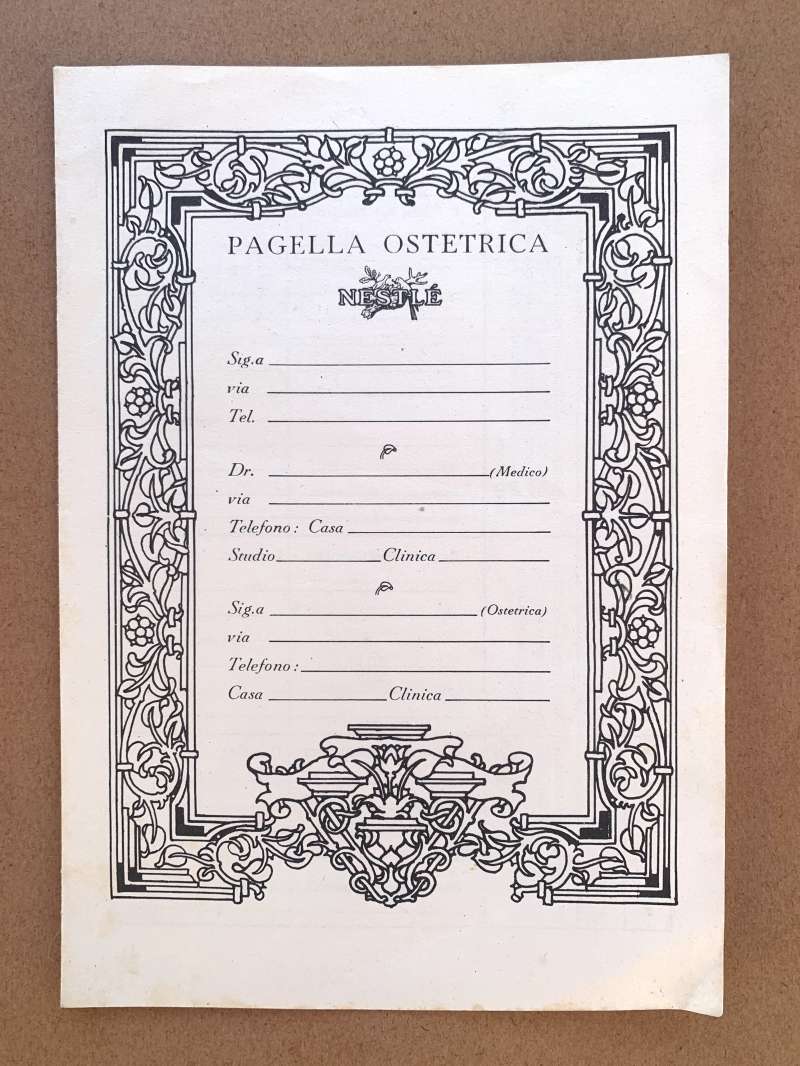 PAGELLA OSTETRICA
NESTLÉ
Sig.a
via
Tel.
Dr. (Medico)
via
Telefono: Casa
Studio Clinica
Sig.a (Ostetrica)
via
Telefono:
Casa Clinica